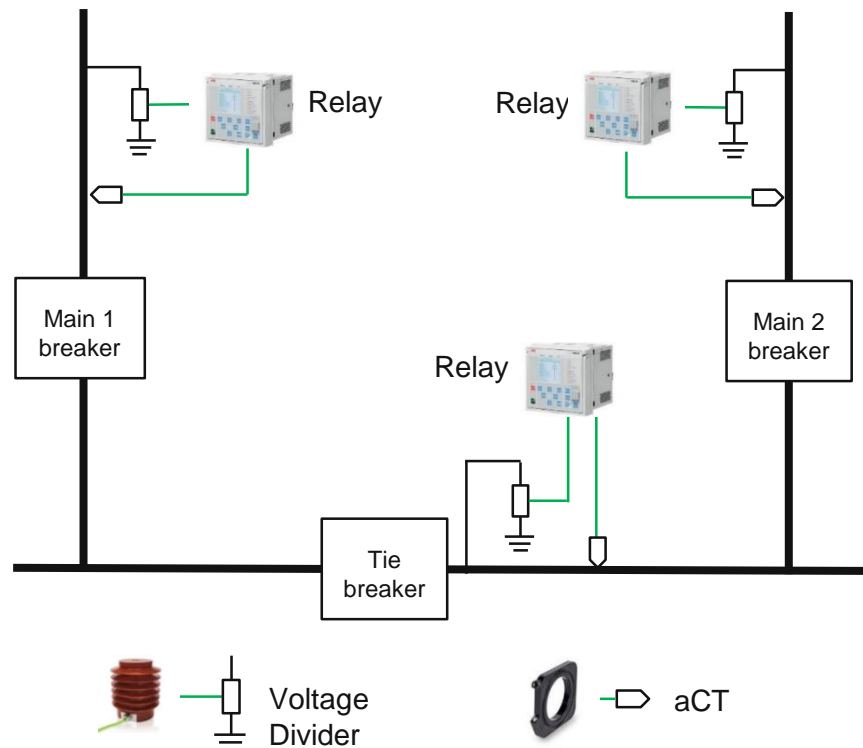 Relay
Relay
Main 1
breaker
Main 2
breaker
Relay
Tie
breaker
Voltage
Divider
aCT